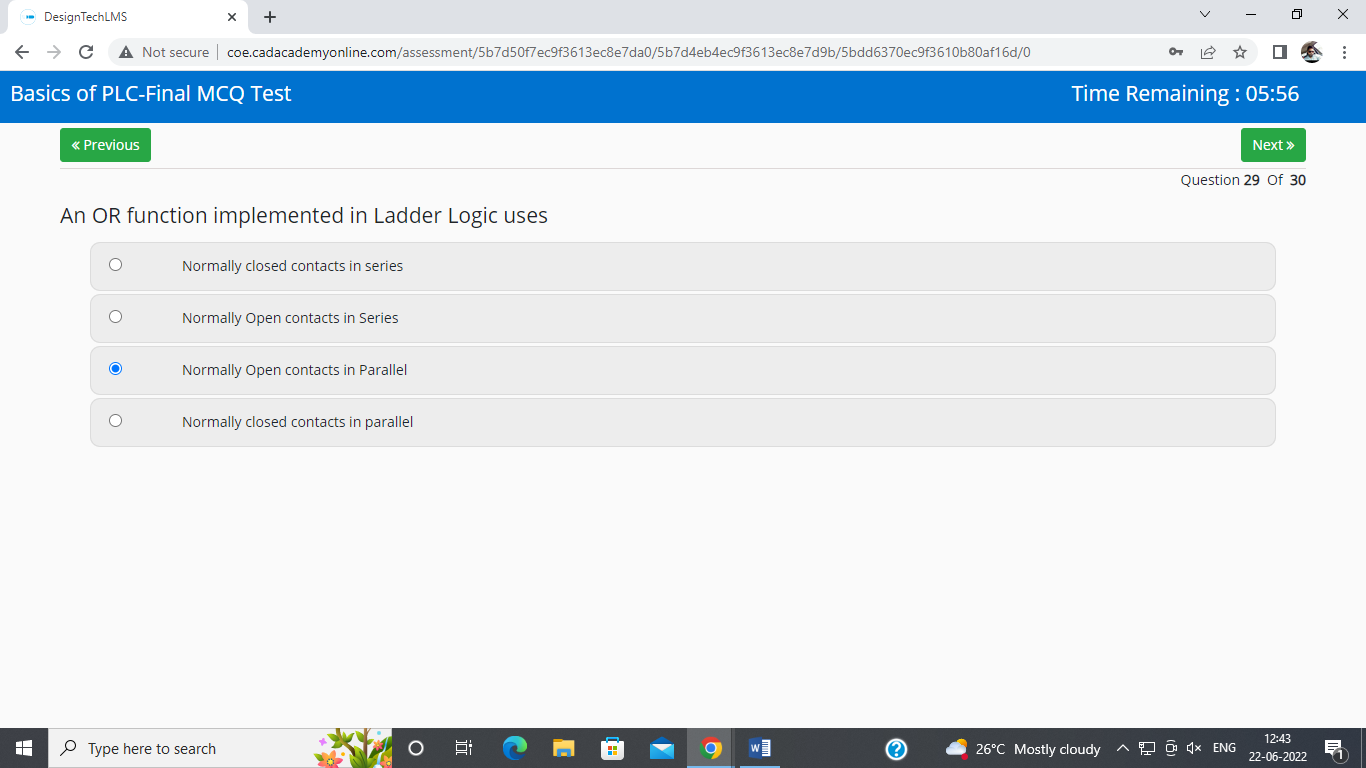 DesignTechLMS
Not secure
coe.cadacademyonline.com/assessment/5b7d50f7ec9f3613ec8e7da0/5b7d4eb4ec9f3613ec8e7d9b/5bdd6370ec9f3610b80af16d/0
Basics of PLC-Final MCQ Test
Time Remaining : 05:56
« Previous
Next »
Question 29 Of 30
An OR function implemented in Ladder Logic uses
Normally closed contacts in series
Normally Open contacts in Series
Normally Open contacts in Parallel
Normally closed contacts in parallel
Type here to search
26°C Mostly cloudy
ENG
12:43
22-06-2022
1